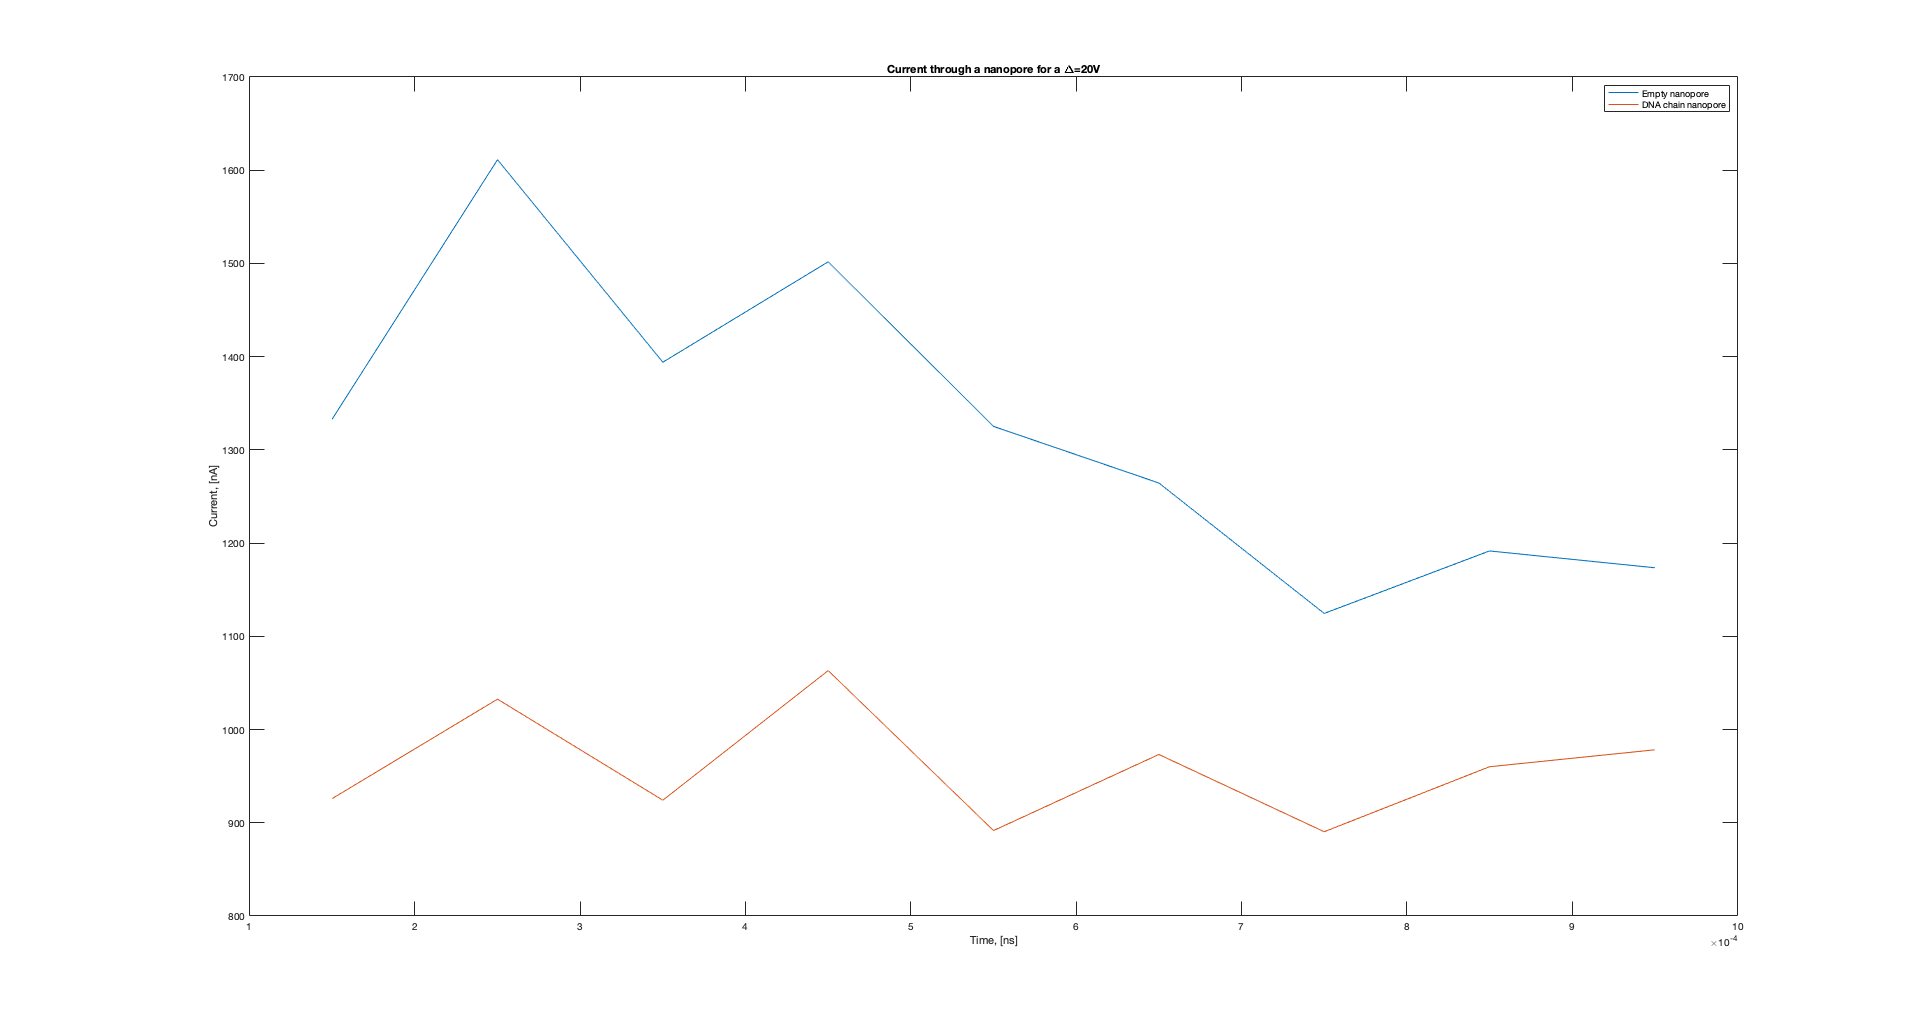 Current through a nanopore for a Δ=20V
Empty nanopore
DNA chain nanopore
1700
1600
1500
1400
1300
1200
1100
1000
900
800
Current, [nA]
1 2 3 4 5 6 7 8 9 10
Time, [ns]
×10⁻⁴